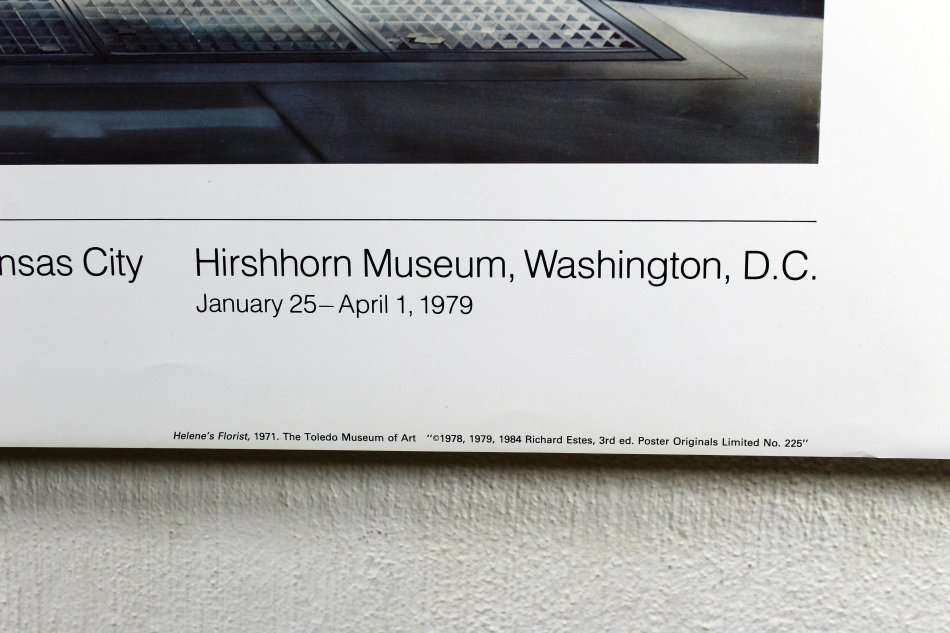 nsas City Hirshhorn Museum, Washington, D.C.
January 25–April 1, 1979
Helene's Florist, 1971. The Toledo Museum of Art "©1978, 1979, 1984 Richard Estes, 3rd ed. Poster Originals Limited No. 225"